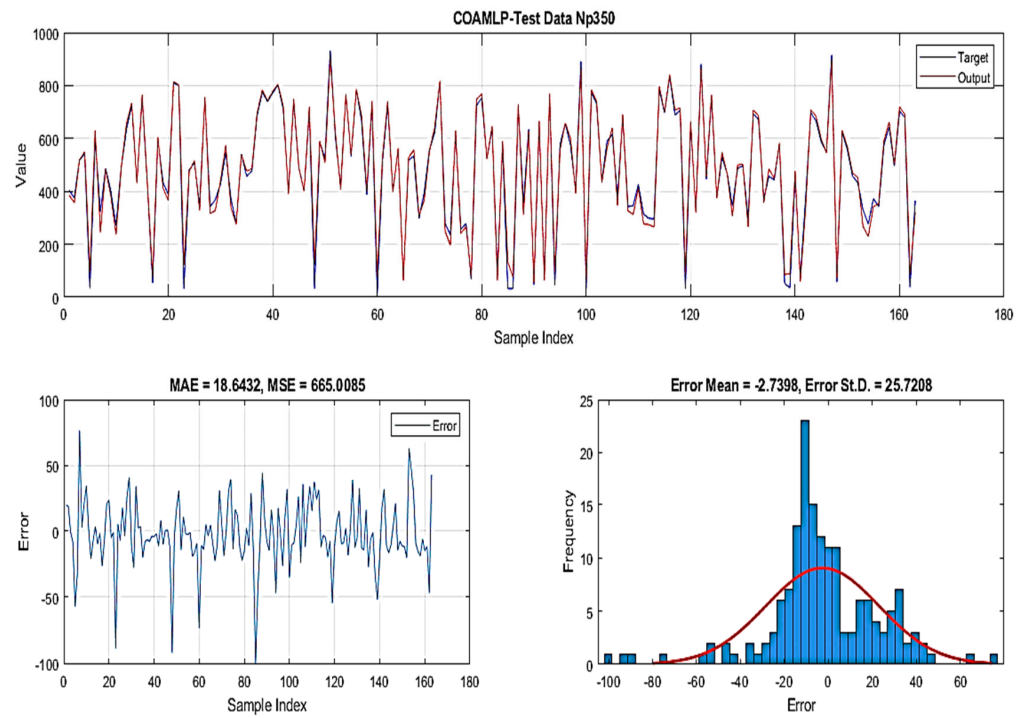 COAMLP-Test Data Np350
1000
800
600
400
200
0
Value
Target
Output
0 20 40 60 80 100 120 140 160 180
Sample Index
MAE = 18.6432, MSE = 665.0085
100
50
0
-50
-100
Error
Error
0 20 40 60 80 100 120 140 160 180
Sample Index
Error Mean = -2.7398, Error St.D. = 25.7208
25
20
15
10
5
0
Frequency
-100 -80 -60 -40 -20 0 20 40 60
Error